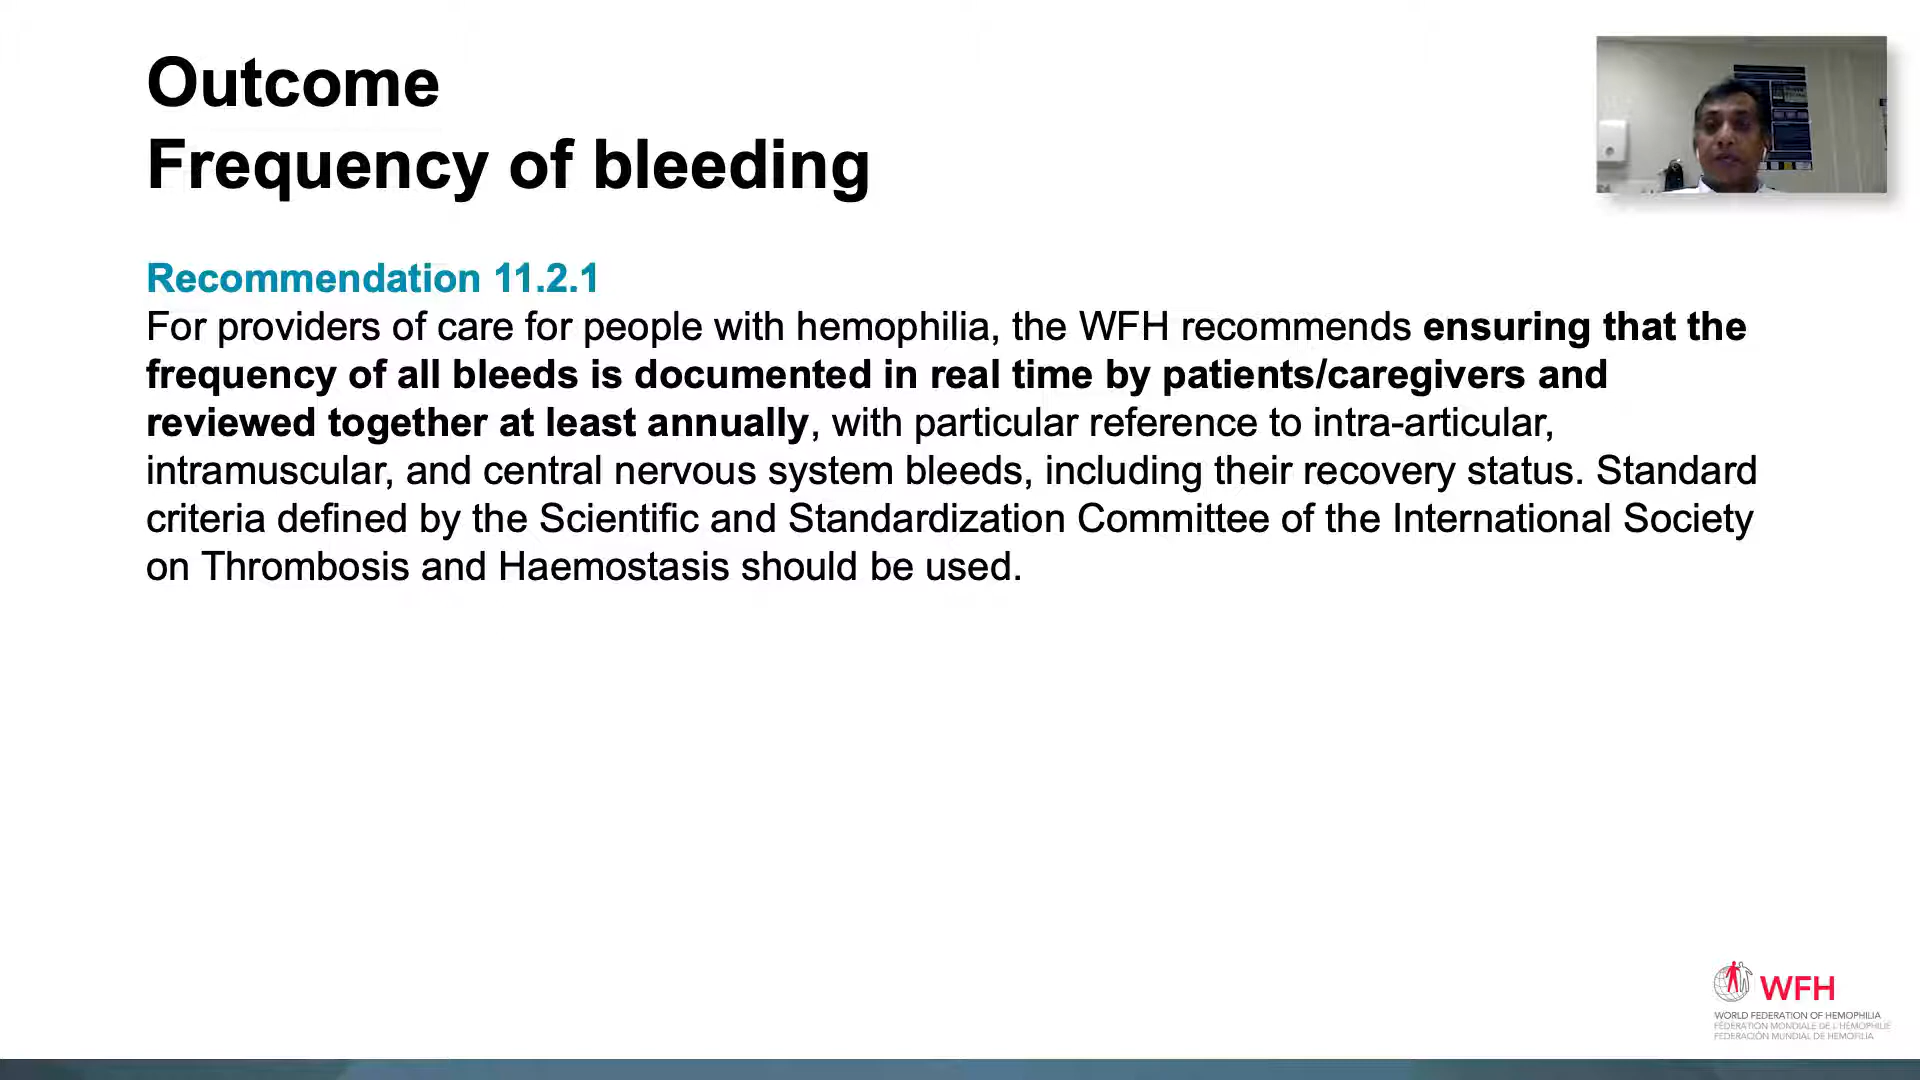 Outcome
Frequency of bleeding
Recommendation 11.2.1
For providers of care for people with hemophilia, the WFH recommends ensuring that the
frequency of all bleeds is documented in real time by patients/caregivers and
reviewed together at least annually, with particular reference to intra-articular,
intramuscular, and central nervous system bleeds, including their recovery status. Standard
criteria defined by the Scientific and Standardization Committee of the International Society
on Thrombosis and Haemostasis should be used.
WFH
WORLD FEDERATION OF HEMOPHILIA
FÉDÉRATION MONDIALE DE L'HÉMOPHILIE
FEDERACIÓN MUNDIAL DE HEMOFILIA